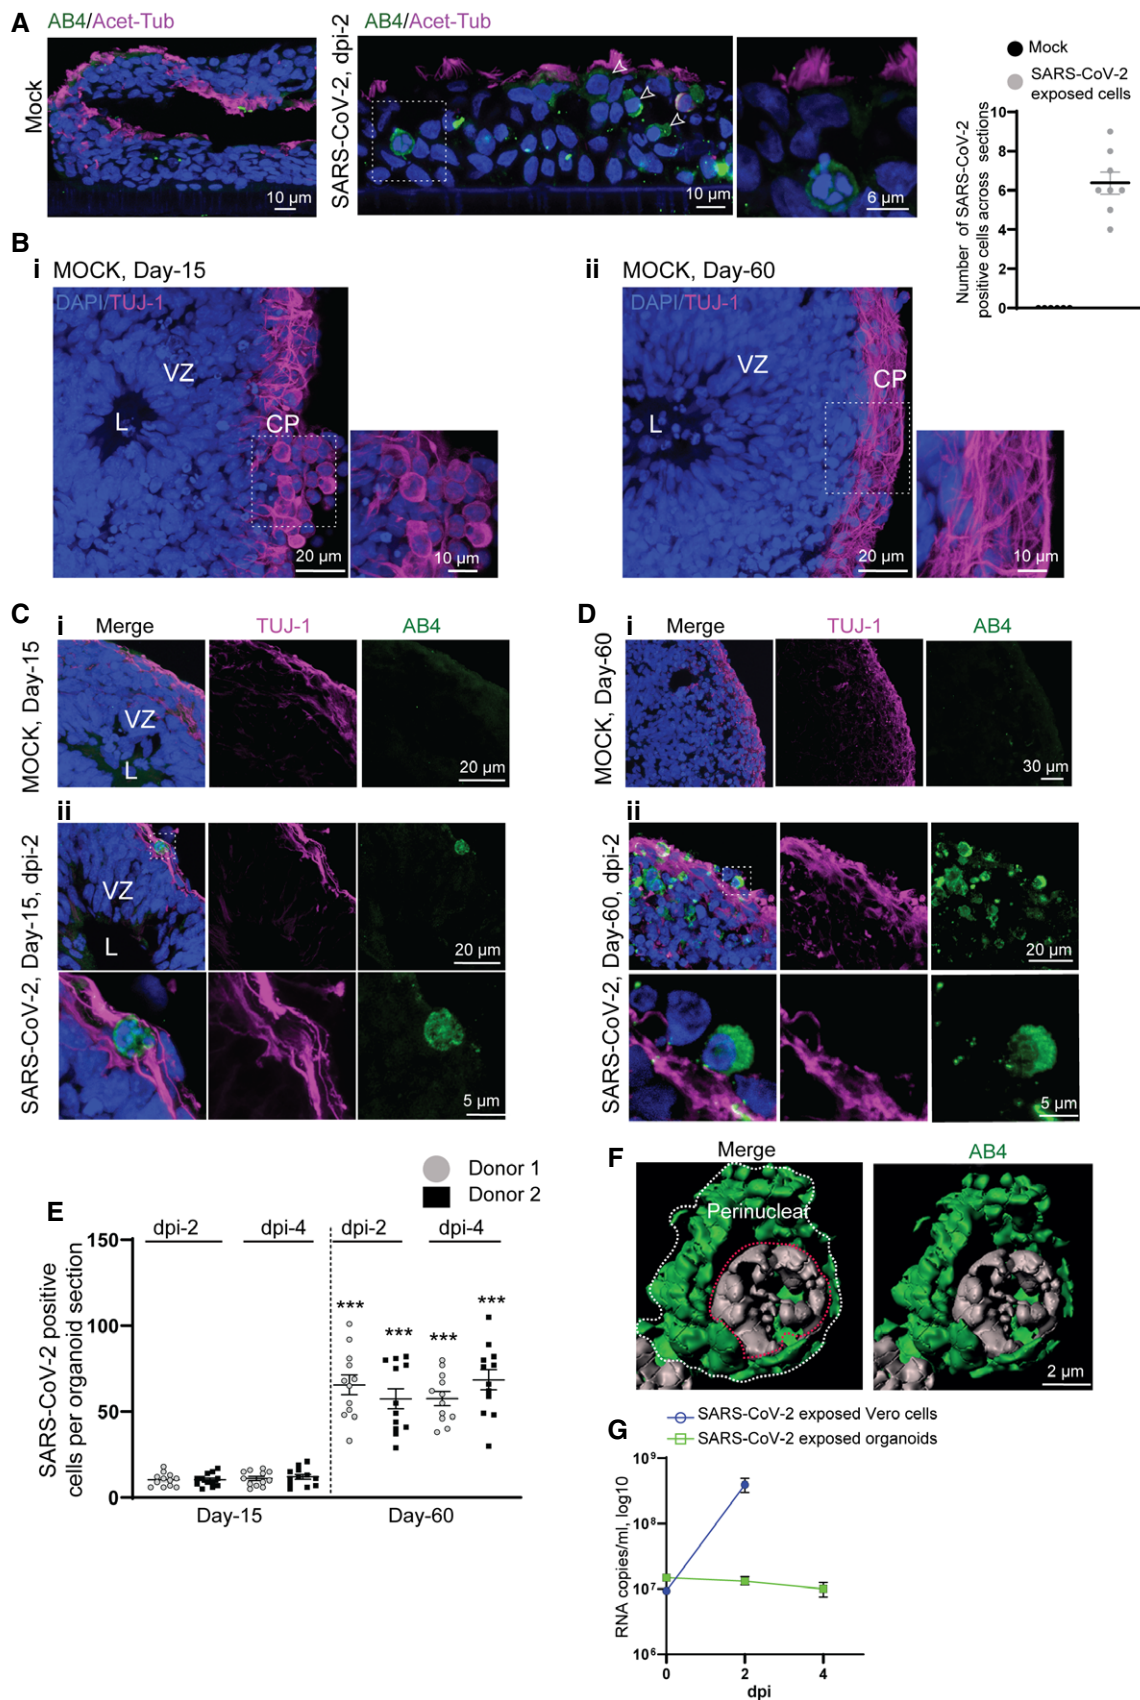 A
AB4/Acet-Tub
Mock
10 µm
SARS-CoV-2, dpi-2
AB4/Acet-Tub
10 µm
6 µm
Mock
SARS-CoV-2
exposed cells
Number of SARS-CoV-2
positive cells across sections
10
8
6
4
2
0
B
i
MOCK, Day-15
DAPI/TUJ-1
VZ
L
CP
20 µm
10 µm
ii
MOCK, Day-60
DAPI/TUJ-1
VZ
L
CP
20 µm
10 µm
C
i
Merge
TUJ-1
AB4
MOCK, Day-15
VZ
L
20 µm
ii
SARS-CoV-2, Day-15, dpi-2
VZ
L
20 µm
5 µm
D
i
Merge
TUJ-1
AB4
MOCK, Day-60
30 µm
ii
SARS-CoV-2, Day-60, dpi-2
20 µm
5 µm
E
Donor 1
Donor 2
dpi-2
dpi-4
dpi-2
dpi-4
SARS-CoV-2 positive
cells per organoid section
150
100
50
0
***
***
***
***
Day-15
Day-60
F
Merge
AB4
Perinuclear
2 µm
G
SARS-CoV-2 exposed Vero cells
SARS-CoV-2 exposed organoids
RNA copies/ml, log10
10⁹
10⁸
10⁷
10⁶
0
2
4
dpi